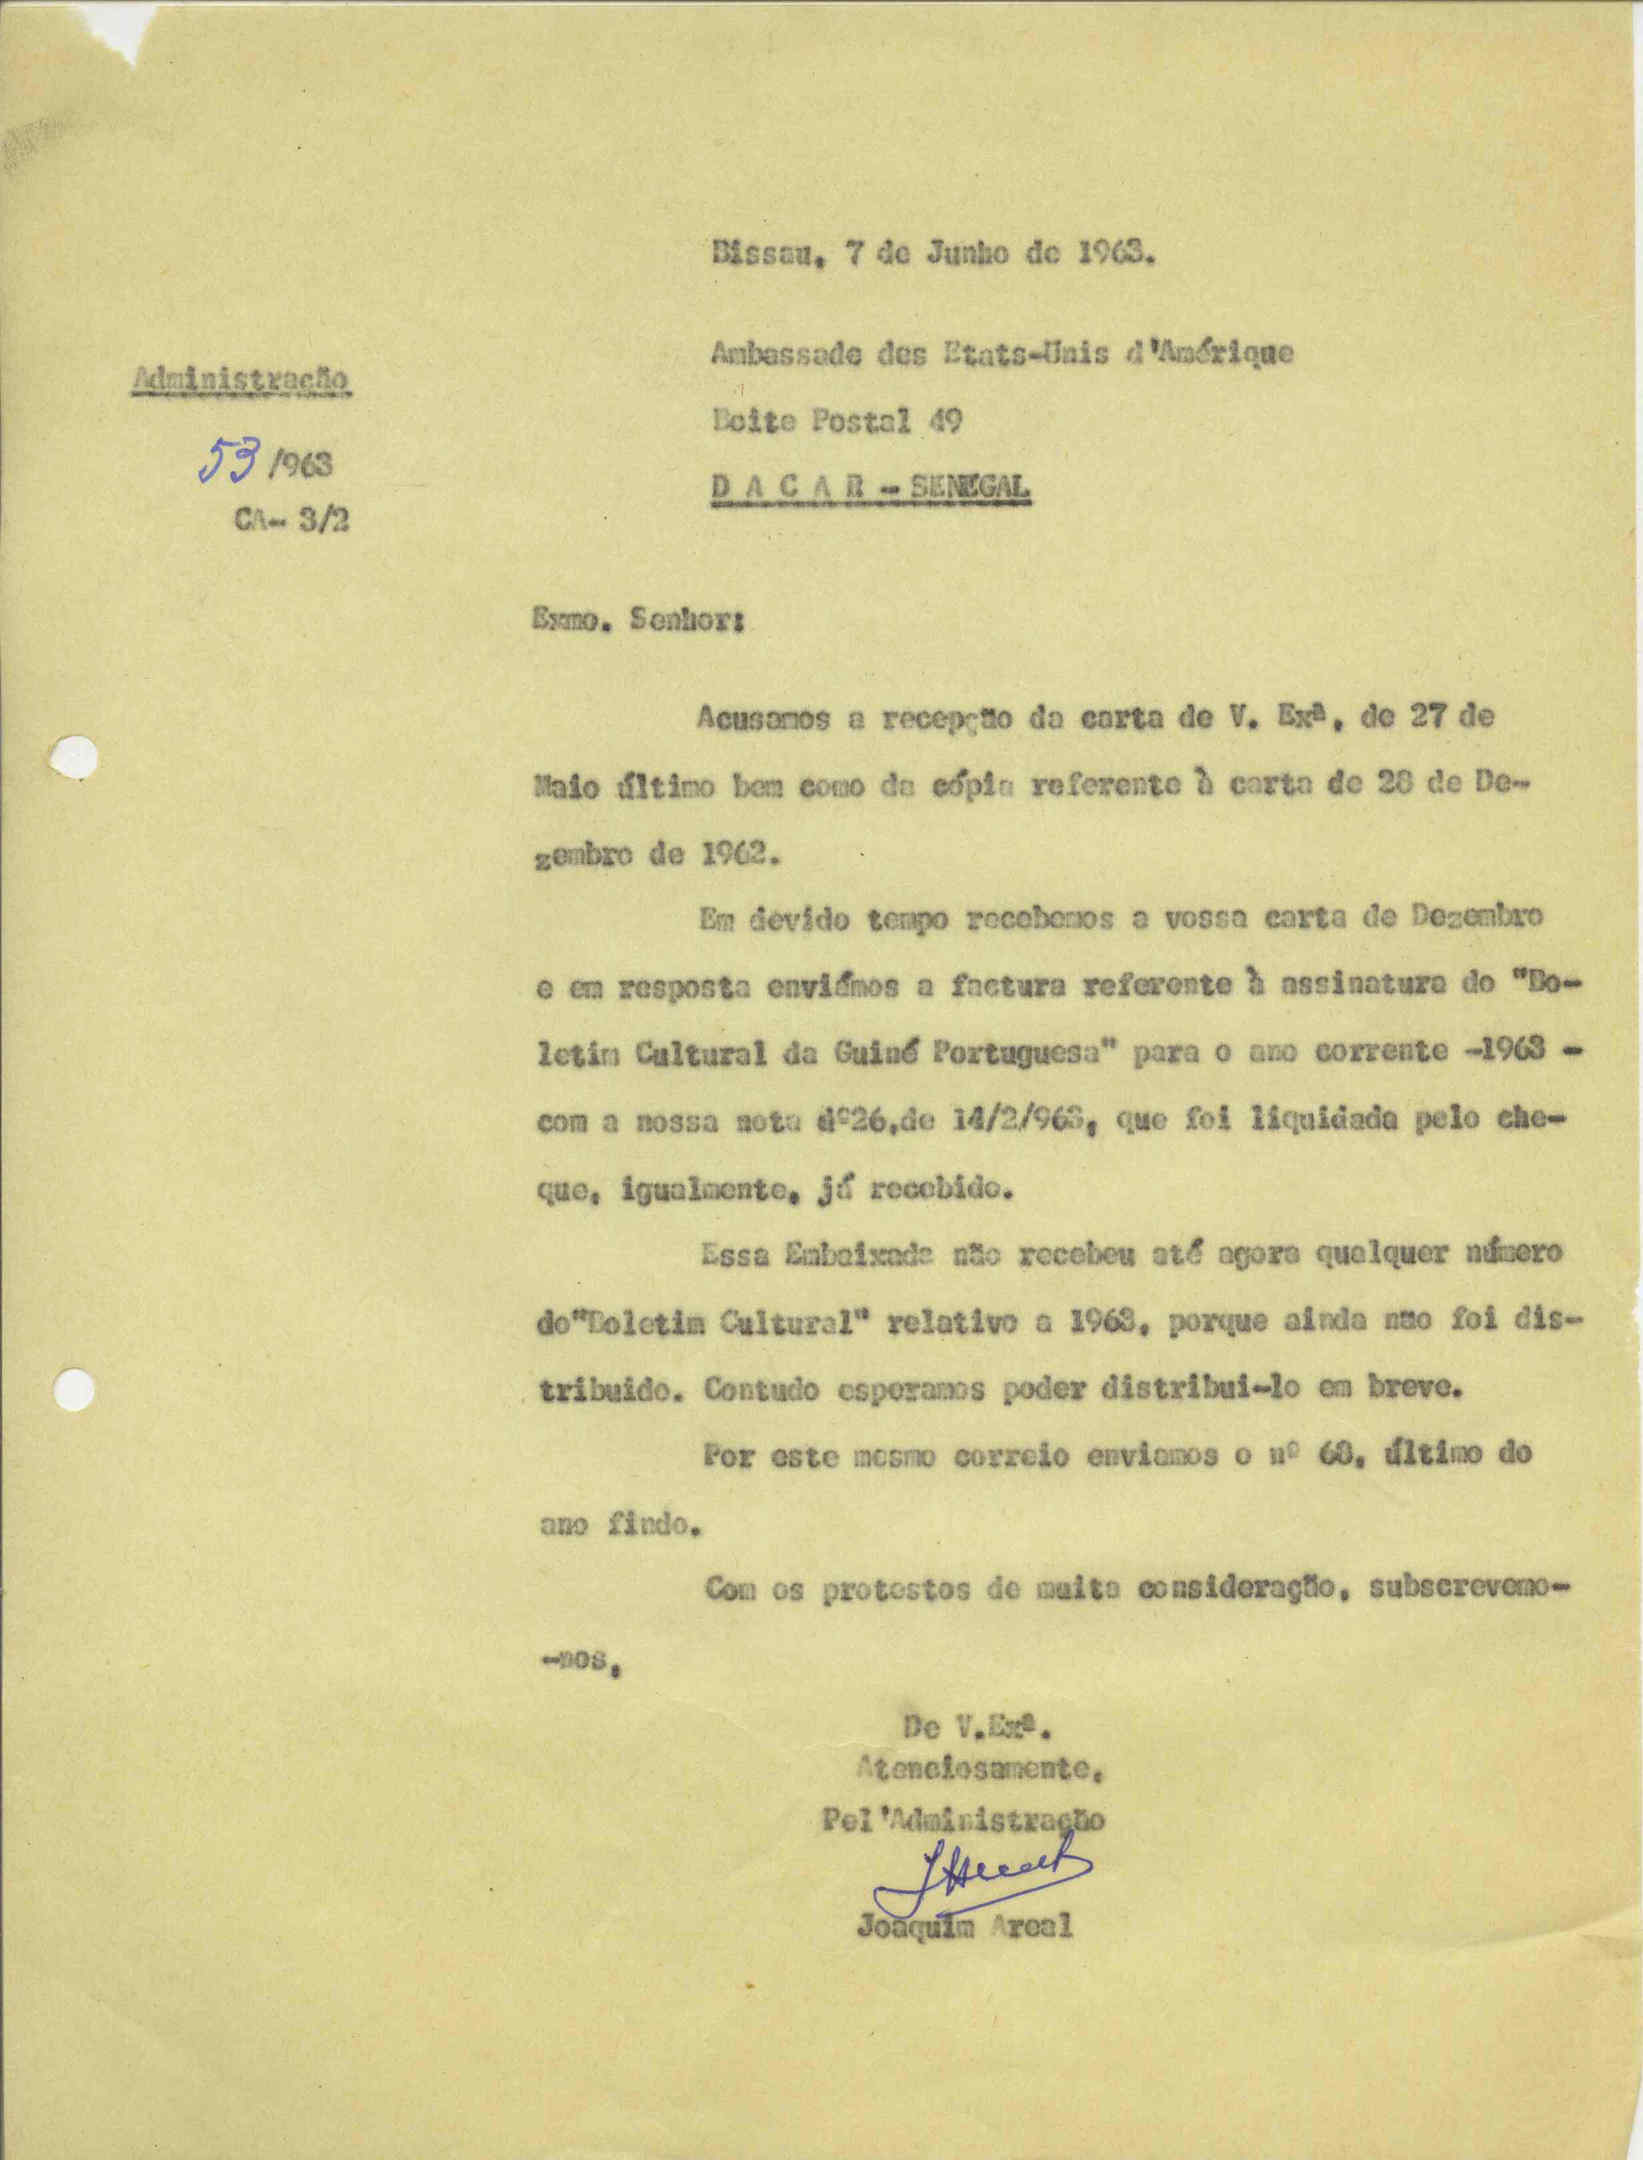 Bissau, 7 de Junho de 1963.
Ambassade des Etats-Unis d'Amérique
Administração
Boite Postal 49
53/963
D A C A R - SENEGAL
CA- 3/2
Exmo. Senhor:
Acusamos a recepção da carta de V. Exª, de 27 de
Maio último bem como da cópia referente à carta de 28 de De-
zembro de 1962.
Em devido tempo recebemos a vossa carta de Dezembro
e em resposta enviámos a factura referente à assinatura do "Bo-
letim Cultural da Guiné Portuguesa" para o ano corrente -1963 -
com a nossa nota nº26,de 14/2/963, que foi liquidada pelo che-
que, igualmente, já recebido.
Essa Embaixada não recebeu até agora qualquer número
do"Boletim Cultural" relativo a 1963, porque ainda não foi dis-
tribuido. Contudo esperamos poder distribui-lo em breve.
Por este mesmo correio enviamos o nº 68, último do
ano findo.
Com os protestos de muita consideração, subscrevemo-
-nos,
De V.Exª.
Atenciosamente,
Pel'Administração
Joaquim Areal